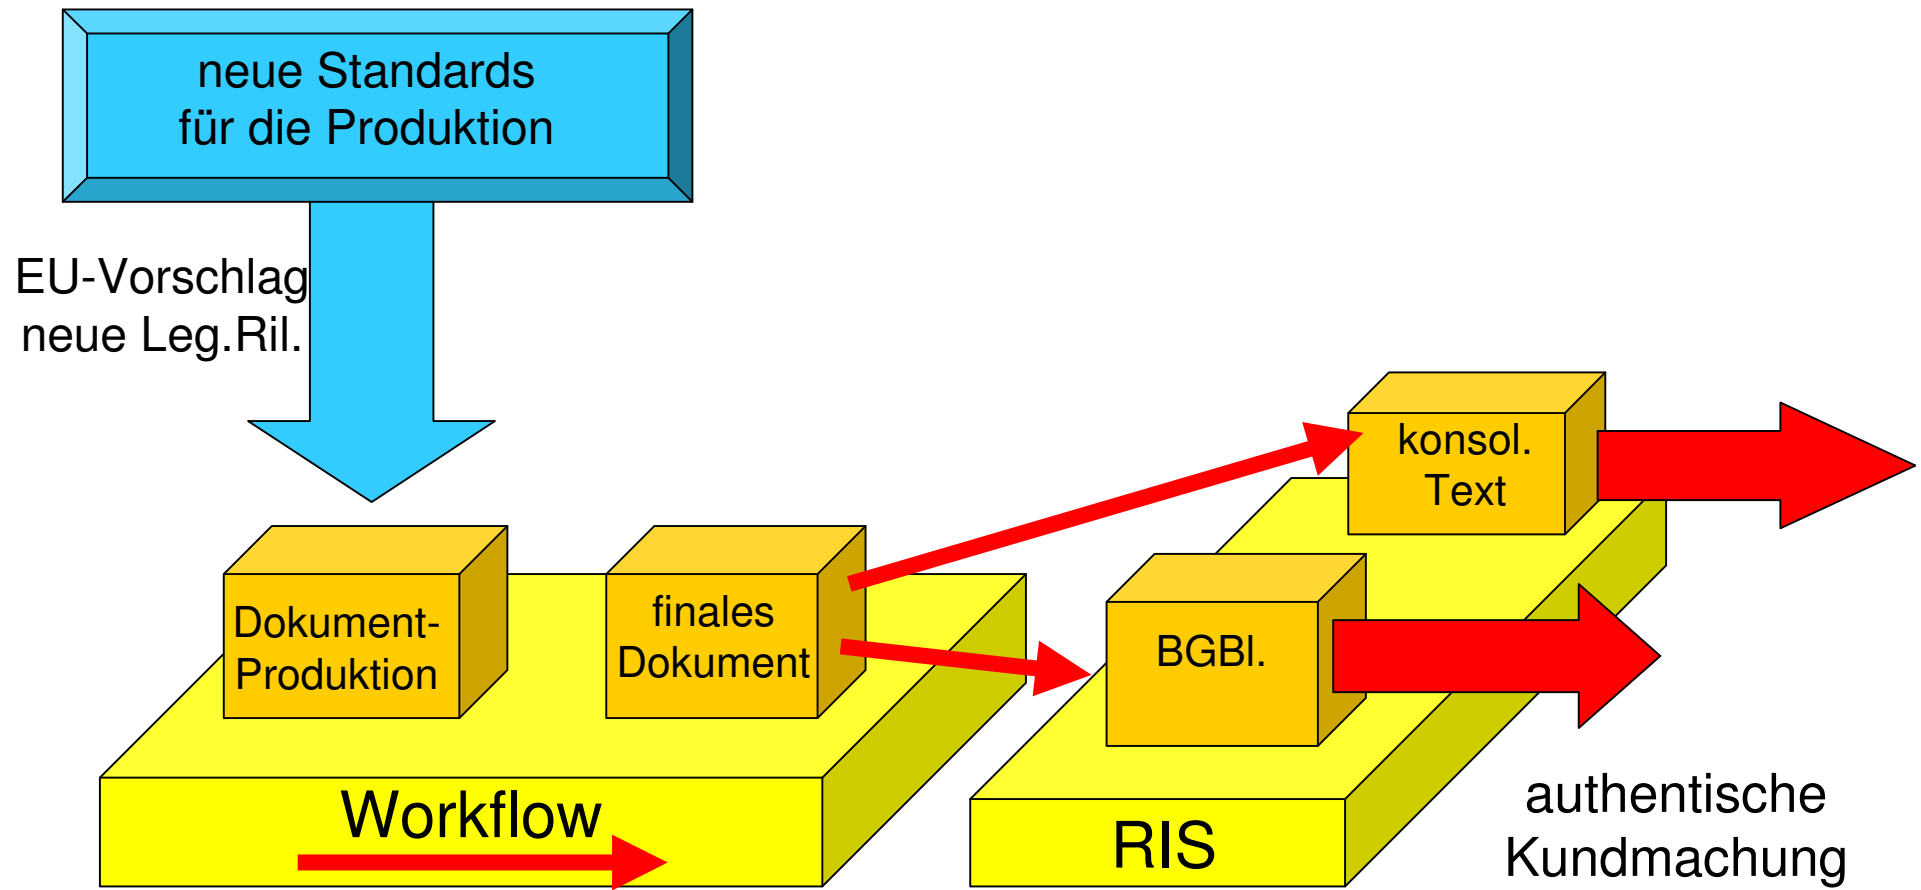 neue Standards
für die Produktion
EU-Vorschlag
neue Leg.Ril.
konsol.
Text
Dokument-
Produktion
finales
Dokument
BGBl.
Workflow
RIS
authentische
Kundmachung